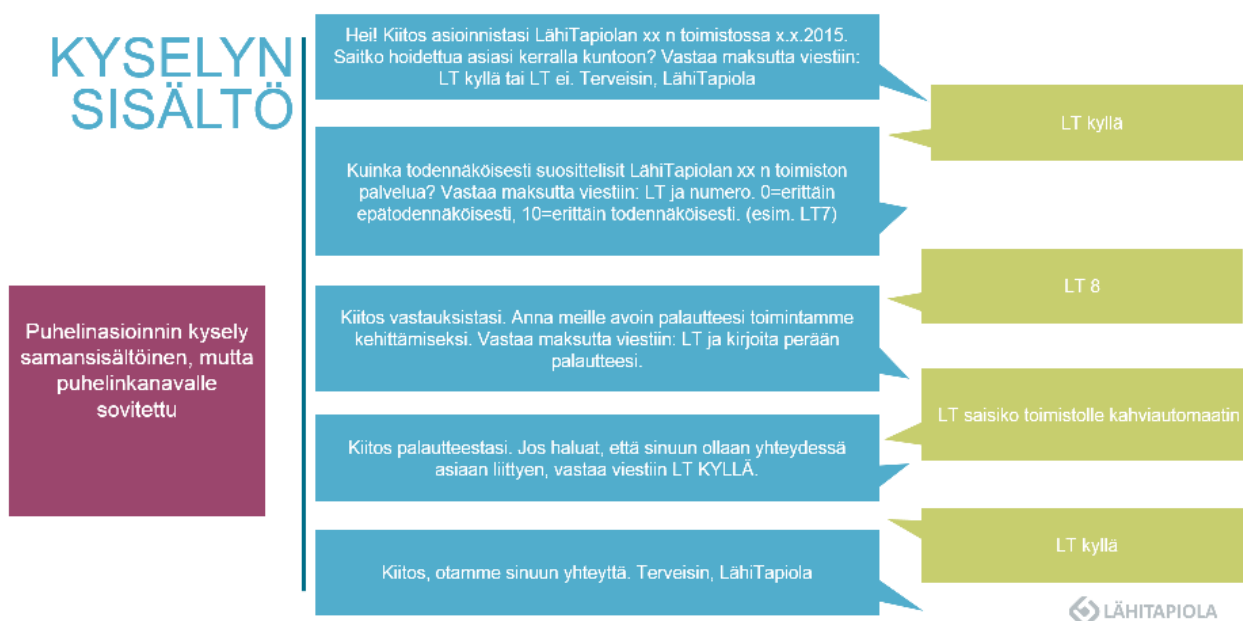 KYSELYN
SISÄLTÖ
Hei! Kiitos asioinnistasi LähiTapiolan xx n toimistossa x.x.2015.
Saitko hoidettua asiasi kerralla kuntoon? Vastaa maksutta viestiin:
LT kyllä tai LT ei. Terveisin, LähiTapiola
LT kyllä
Kuinka todennäköisesti suosittelisit LähiTapiolan xx n toimiston
palvelua? Vastaa maksutta viestiin: LT ja numero. 0=erittäin
epätodennäköisesti, 10=erittäin todennäköisesti. (esim. LT7)
LT 8
Kiitos vastauksistasi. Anna meille avoin palautteesi toimintamme
kehittämiseksi. Vastaa maksutta viestiin: LT ja kirjoita perään
palautteesi.
LT saisiko toimistolle kahviautomaatin
Kiitos palautteestasi. Jos haluat, että sinuun ollaan yhteydessä
asiaan liittyen, vastaa viestiin LT KYLLÄ.
LT kyllä
Kiitos, otamme sinuun yhteyttä. Terveisin, LähiTapiola
Puhelinasioinnin kysely
samansisältöinen, mutta
puhelinkanavalle
sovitettu
LÄHITAPIOLA